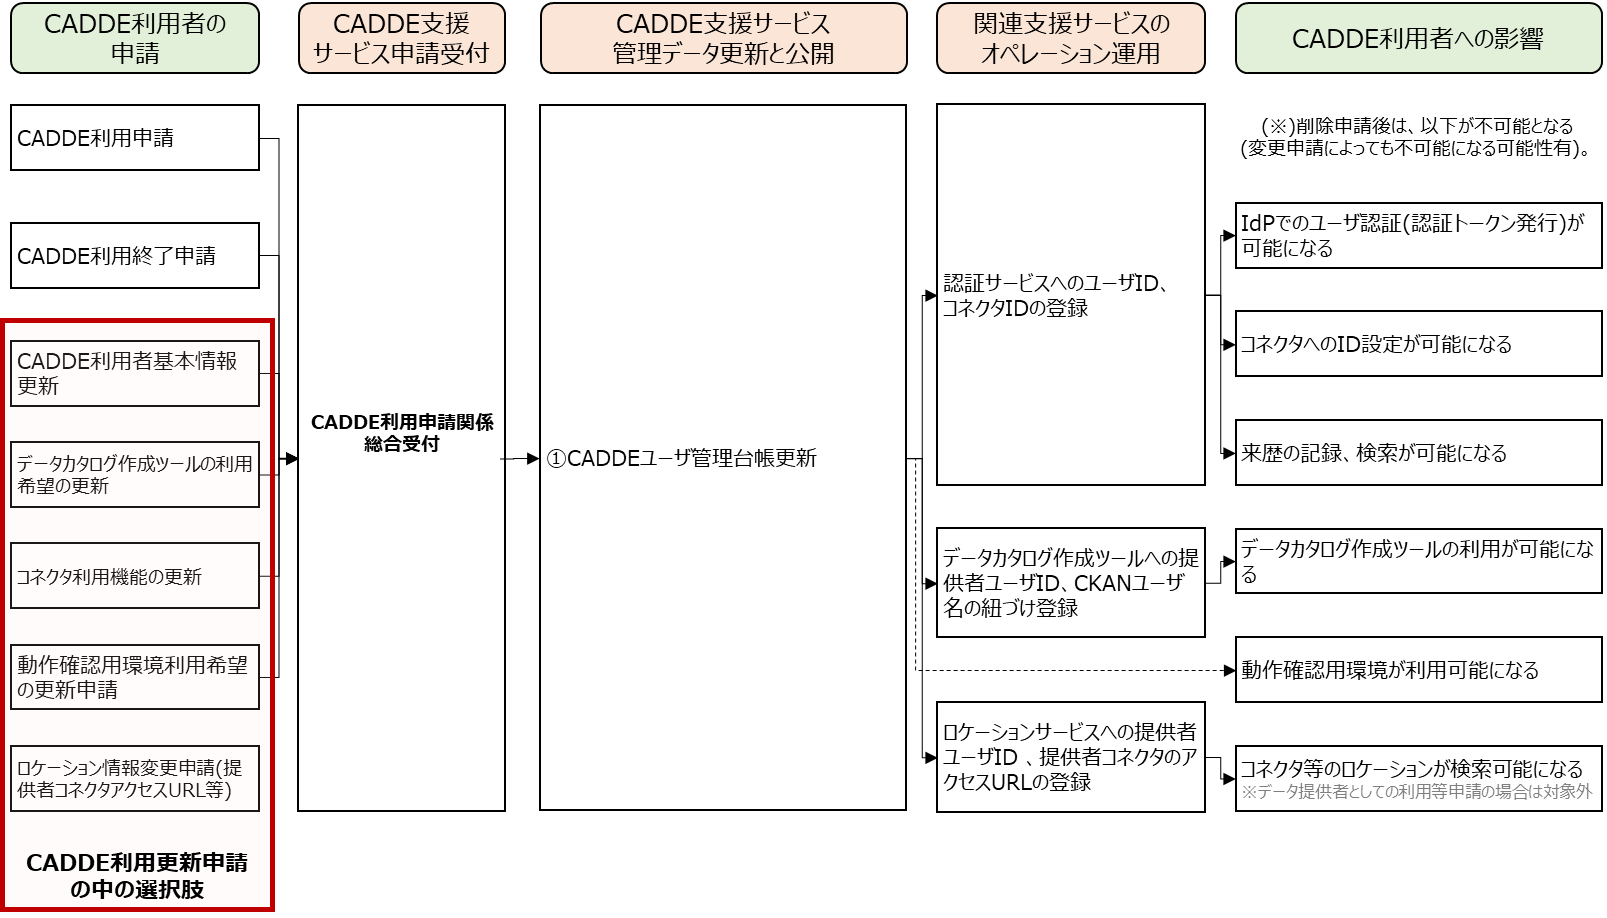 CADDE利用者の
申請
CADDE支援
サービス申請受付
CADDE支援サービス
管理データ更新と公開
関連支援サービスの
オペレーション運用
CADDE利用者への影響
CADDE利用申請
CADDE利用終了申請
CADDE利用者基本情報
更新
データカタログ作成ツールの利用
希望の更新
コネクタ利用機能の更新
動作確認用環境利用希望
の更新申請
ロケーション情報変更申請(提
供者コネクタアクセスURL等)
CADDE利用更新申請
の中の選択肢
CADDE利用申請関係
総合受付
①CADDEユーザ管理台帳更新
認証サービスへのユーザID、
コネクタIDの登録
データカタログ作成ツールへの提
供者ユーザID、CKANユーザ
名の紐づけ登録
ロケーションサービスへの提供者
ユーザID 、提供者コネクタのア
クセスURLの登録
(※)削除申請後は、以下が不可能となる
(変更申請によっても不可能になる可能性有)。
IdPでのユーザ認証(認証トークン発行)が
可能になる
コネクタへのID設定が可能になる
来歴の記録、検索が可能になる
データカタログ作成ツールの利用が可能にな
る
動作確認用環境が利用可能になる
コネクタ等のロケーションが検索可能になる
※データ提供者としての利用等申請の場合は対象外